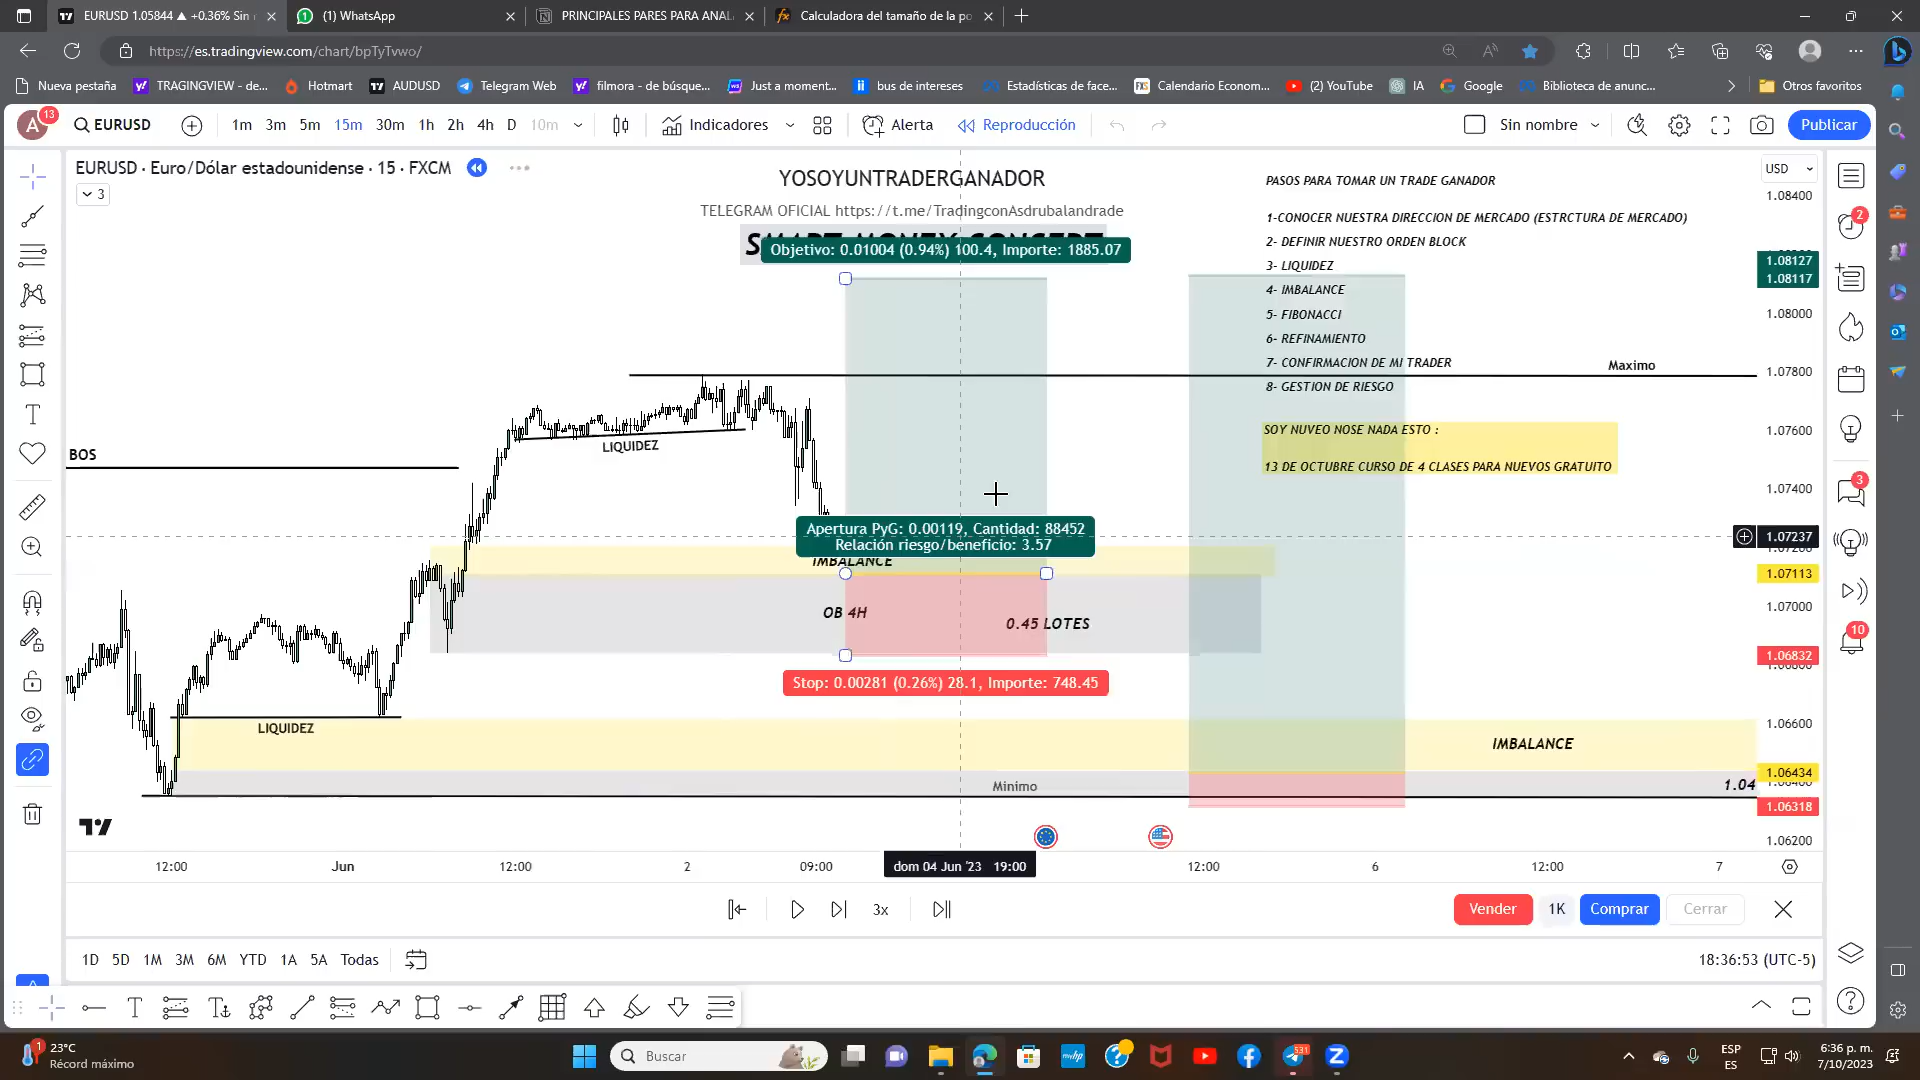 EURUSD 1.05844 ▲ +0.36% Sin
(1) WhatsApp
PRINCIPALES PARES PARA ANAL
Calculadora del tamaño de la po
https://es.tradingview.com/chart/bpTyTvwo/
Nueva pestaña
TRAGINGVIEW - de...
Hotmart
AUDUSD
Telegram Web
filmora - de búsque...
Just a moment...
bus de intereses
Estadísticas de face...
Calendario Econom...
(2) YouTube
IA
Google
Biblioteca de anunc...
Otros favoritos
A
13
EURUSD
1m 3m 5m 15m 30m 1h 2h 4h D 10m
Indicadores
Alerta
Reproducción
Sin nombre
Publicar
EURUSD · Euro/Dólar estadounidense · 15 · FXCM
3
YOSOYUNTRADERGANADOR
TELEGRAM OFICIAL https://t.me/TradingconAsdrubalandrade
SMART MONEY CONCEPT
Objetivo: 0.01004 (0.94%) 100.4, Importe: 1885.07
PASOS PARA TOMAR UN TRADE GANADOR
1-CONOCER NUESTRA DIRECCION DE MERCADO (ESTRCTURA DE MERCADO)
2- DEFINIR NUESTRO ORDEN BLOCK
3- LIQUIDEZ
4- IMBALANCE
5- FIBONACCI
6- REFINAMIENTO
7- CONFIRMACION DE MI TRADER
8- GESTION DE RIESGO
Maximo
SOY NUVEO NOSE NADA ESTO :
13 DE OCTUBRE CURSO DE 4 CLASES PARA NUEVOS GRATUITO
BOS
LIQUIDEZ
Apertura PyG: 0.00119, Cantidad: 88452
Relación riesgo/beneficio: 3.57
IMBALANCE
OB 4H
0.45 LOTES
Stop: 0.00281 (0.26%) 28.1, Importe: 748.45
LIQUIDEZ
IMBALANCE
Minimo
1.04
USD
1.08400
1.08127
1.08117
1.08000
1.07800
1.07600
1.07400
1.07237
1.07113
1.07000
1.06832
1.06600
1.06434
1.06318
1.06200
2
3
10
12:00
Jun
12:00
2
09:00
dom 04 Jun '23 19:00
12:00
6
12:00
7
3x
Vender
1K
Comprar
Cerrar
1D 5D 1M 3M 6M YTD 1A 5A Todas
18:36:53 (UTC-5)
1
23°C
Récord máximo
Buscar
myhp
531
ESP
ES
6:36 p. m.
7/10/2023